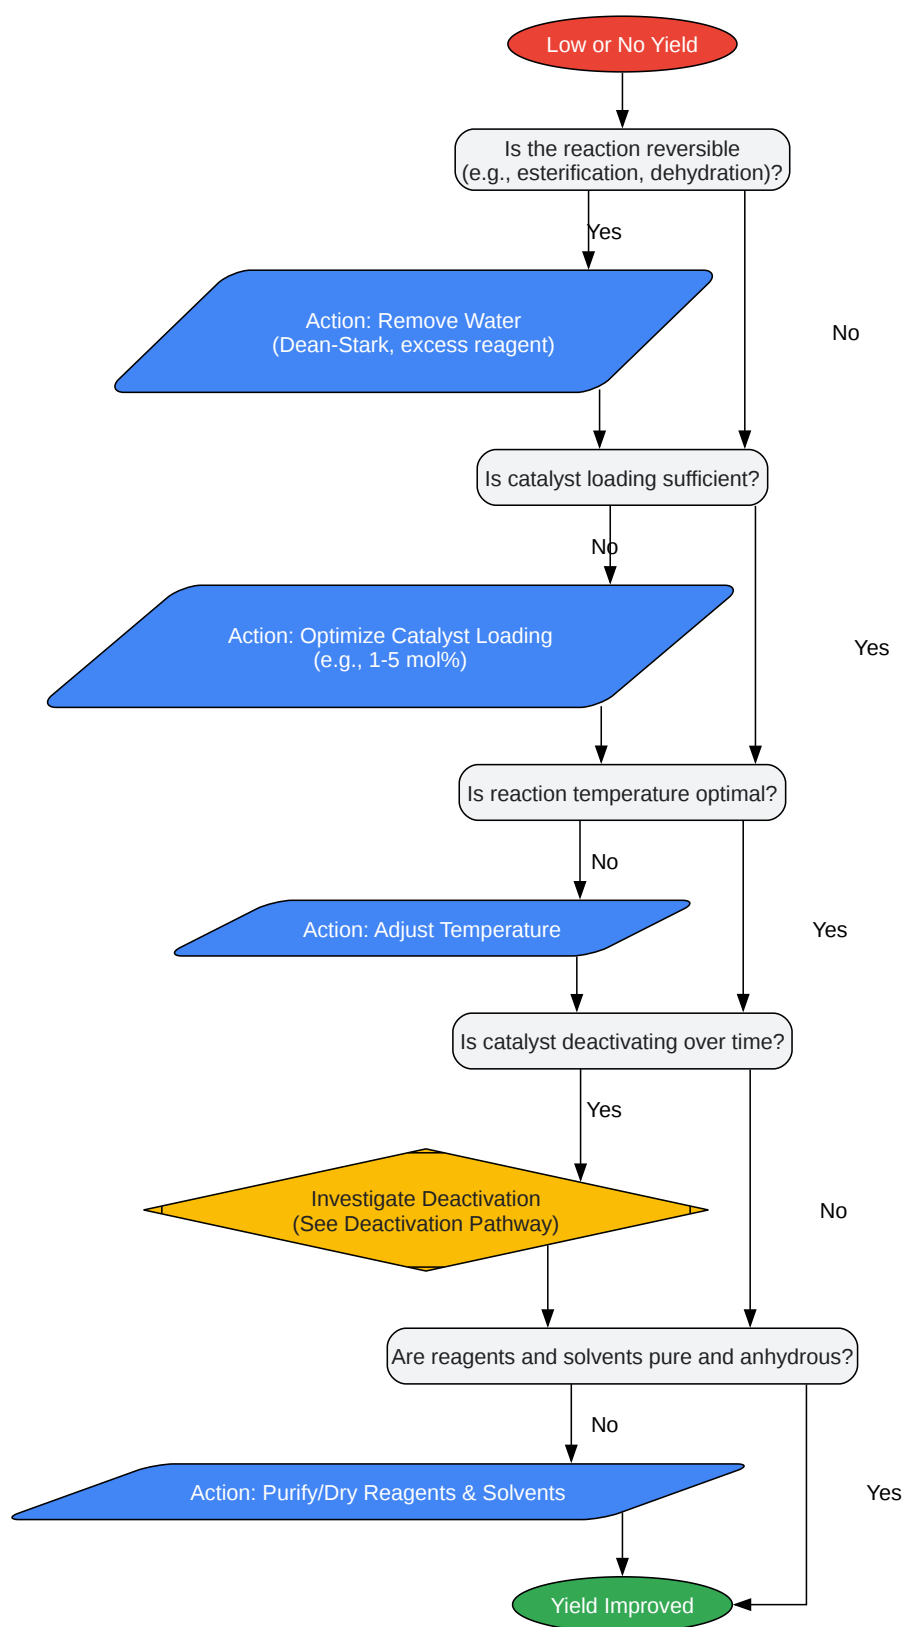 Low or No Yield
Is the reaction reversible
(e.g., esterification, dehydration)?
Yes
Action: Remove Water
(Dean-Stark, excess reagent)
No
Is catalyst loading sufficient?
No
Action: Optimize Catalyst Loading
(e.g., 1-5 mol%)
Yes
Is reaction temperature optimal?
No
Action: Adjust Temperature
Yes
Is catalyst deactivating over time?
Yes
Investigate Deactivation
(See Deactivation Pathway)
No
Are reagents and solvents pure and anhydrous?
No
Action: Purify/Dry Reagents & Solvents
Yes
Yield Improved